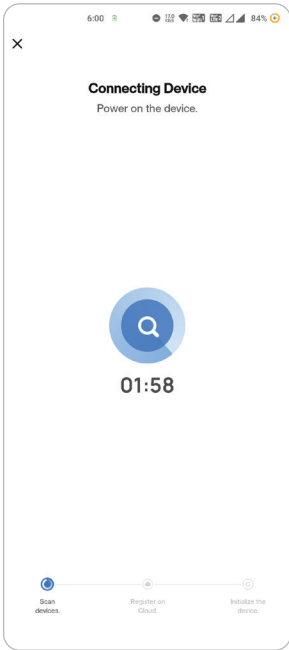 6:00
84%
Connecting Device
Power on the device.
01:58
Scan
devices.
Register on
Cloud
Initialize the
device.